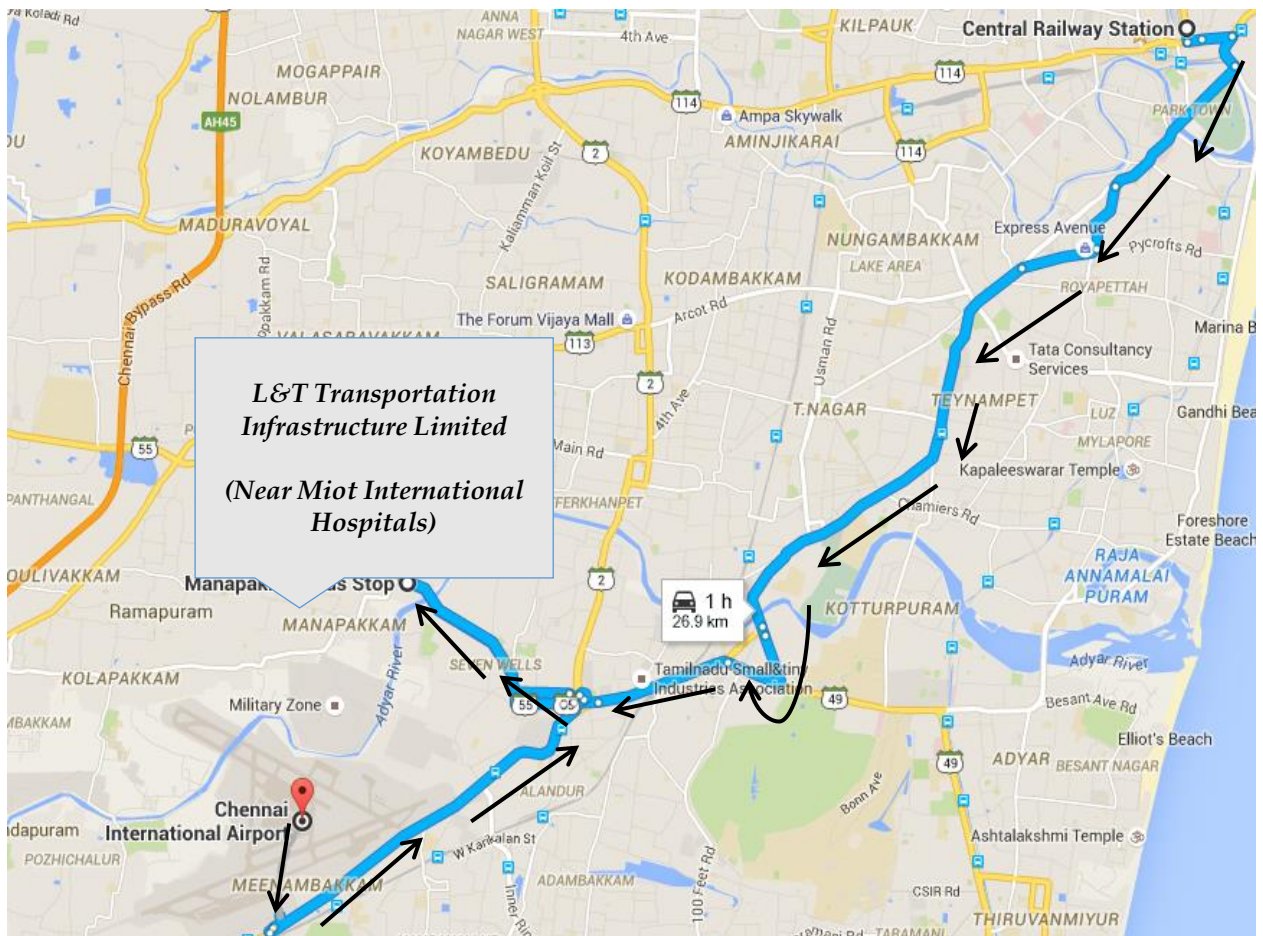 ya Koladi Rd
ANNA
NAGAR WEST
4th Ave
KILPAUK
Central Railway Station
MOGAPPAIR
NOLAMBUR
AH45
114
114
PARK TOWN
Ampa Skywalk
AMINJIKARAI
KOYAMBEDU
2
114
Kaliamman Koil St
MADURAVOYAL
NUNGAMBAKKAM
LAKE AREA
Express Avenue
Pycrofts Rd
ROYAPETTAH
SALIGRAMAM
KODAMBAKKAM
Arcot Rd
Chennai Bypass Rd
The Forum Vijaya Mall
113
Usman Rd
Marina B
Tata Consultancy
Services
L&T Transportation
Infrastructure Limited
(Near Miot International
Hospitals)
2
4th Ave
T.NAGAR
TEYNAMPET
LUZ
Gandhi Bea
MYLAPORE
55
Main Rd
Kapaleeswarar Temple
PANTHANGAL
FFERKHANPET
Chamiers Rd
Foreshore
Estate Beach
RAJA
ANNAMALAI
PURAM
OULIVAKKAM
us Stop
Ramapuram
2
1 h
26.9 km
KOTTURPURAM
MANAPAKKAM
SEVEN WELLS
Adyar River
KOLAPAKKAM
Tamilnadu Small&tiny
Industries Association
Adyar River
Military Zone
55
49
Besant Ave Rd
MBAKKAM
Elliot's Beach
49
ADYAR
BESANT NAGAR
ALANDUR
Bonn Ave
Chennai
International Airport
ndapuram
W Karikalan St
Ashtalakshmi Temple
POZHICHALUR
MEENAMBAKKAM
ADAMBAKKAM
100 Feet Rd
CSIR Rd
THIRUVANMIYUR
TARAMANI